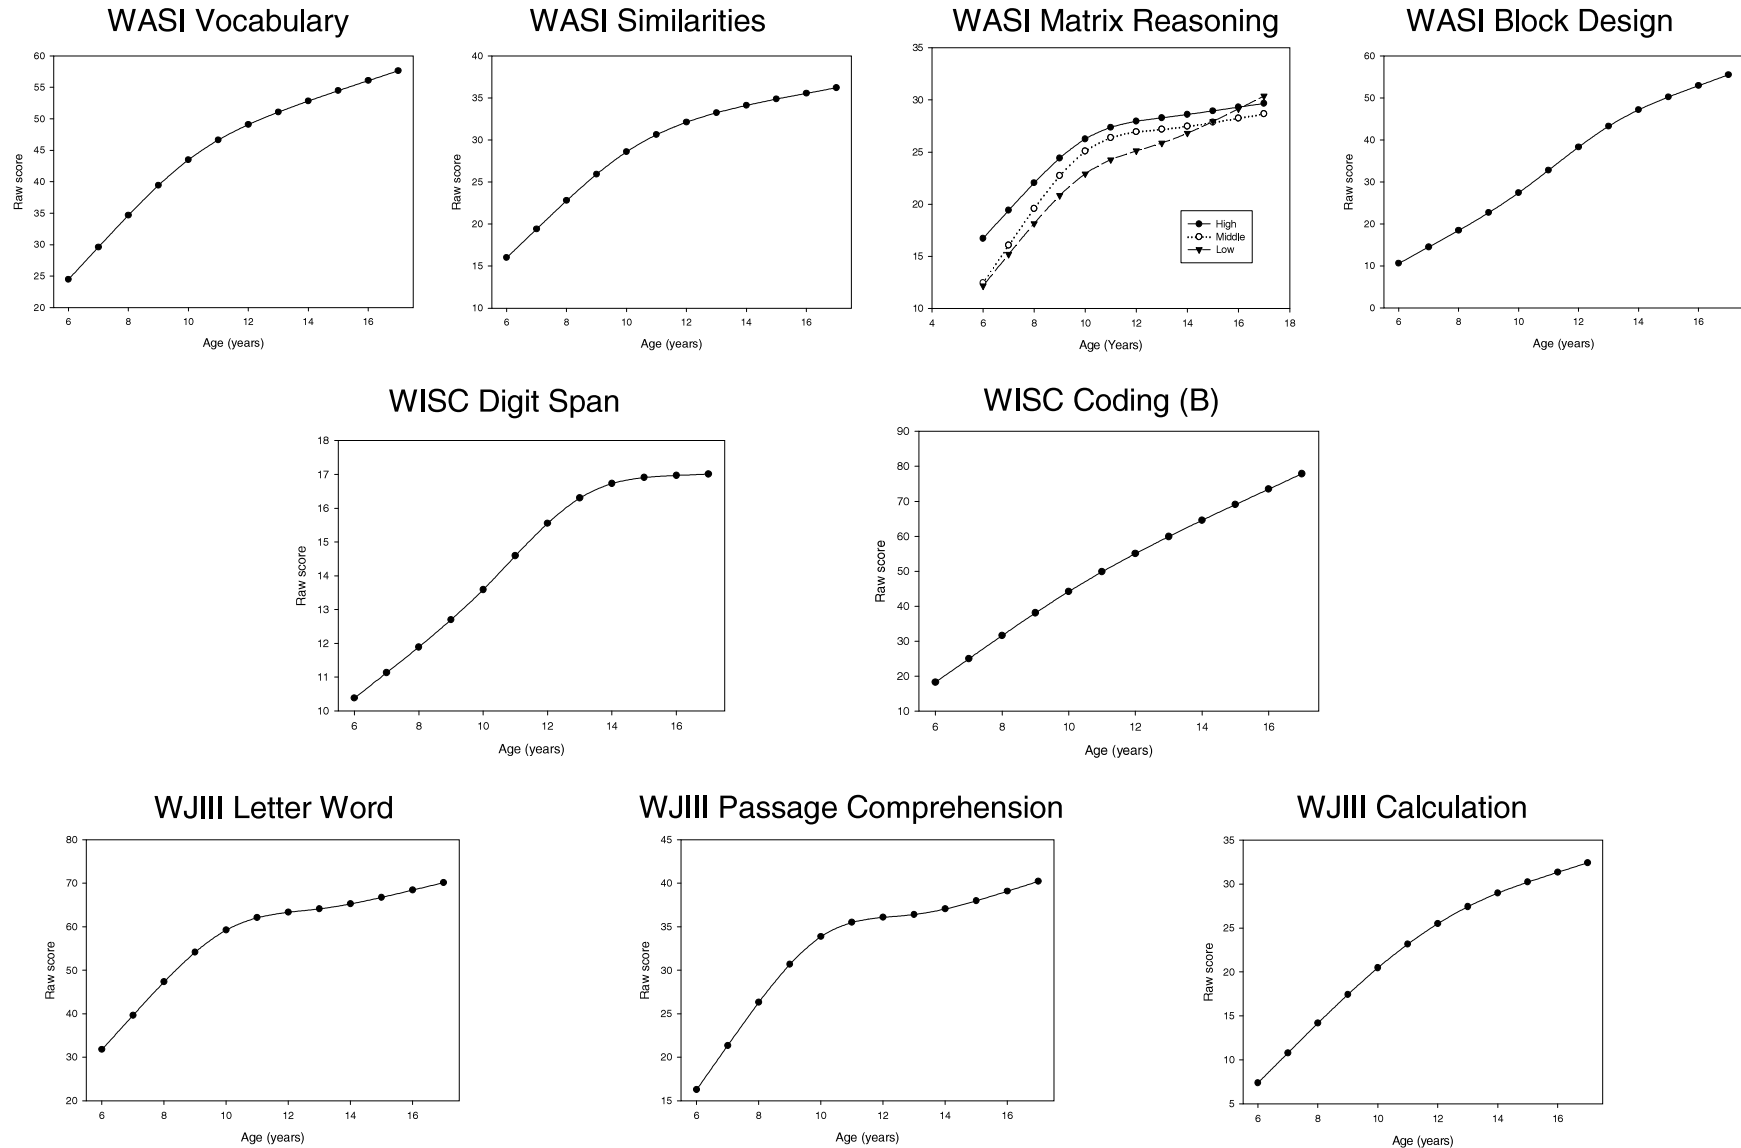 WASI Vocabulary
60
55
50
45
40
35
30
25
20
Raw score
6 8 10 12 14 16
Age (years)
WASI Similarities
40
35
30
25
20
15
10
Raw score
6 8 10 12 14 16
Age (years)
WASI Matrix Reasoning
35
30
25
20
15
10
Raw score
High
Middle
Low
4 6 8 10 12 14 16 18
Age (Years)
WASI Block Design
60
50
40
30
20
10
0
Raw score
6 8 10 12 14 16
Age (years)
WISC Digit Span
18
17
16
15
14
13
12
11
10
Raw score
6 8 10 12 14 16
Age (years)
WISC Coding (B)
90
80
70
60
50
40
30
20
10
Raw score
6 8 10 12 14 16
Age (years)
WJIII Letter Word
80
70
60
50
40
30
20
Raw score
6 8 10 12 14 16
Age (years)
WJIII Passage Comprehension
45
40
35
30
25
20
15
Raw score
6 8 10 12 14 16
Age (years)
WJIII Calculation
35
30
25
20
15
10
5
Raw score
6 8 10 12 14 16
Age (years)